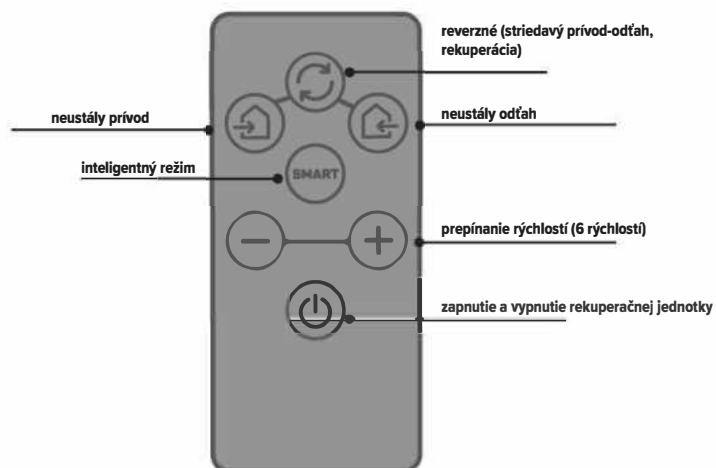 reverzné (striedavý prívod-odťah,
rekuperácia)
neustály prívod
neustály odťah
inteligentný režim
SMART
prepínanie rýchlostí (6 rýchlostí)
zapnutie a vypnutie rekuperačnej jednotky